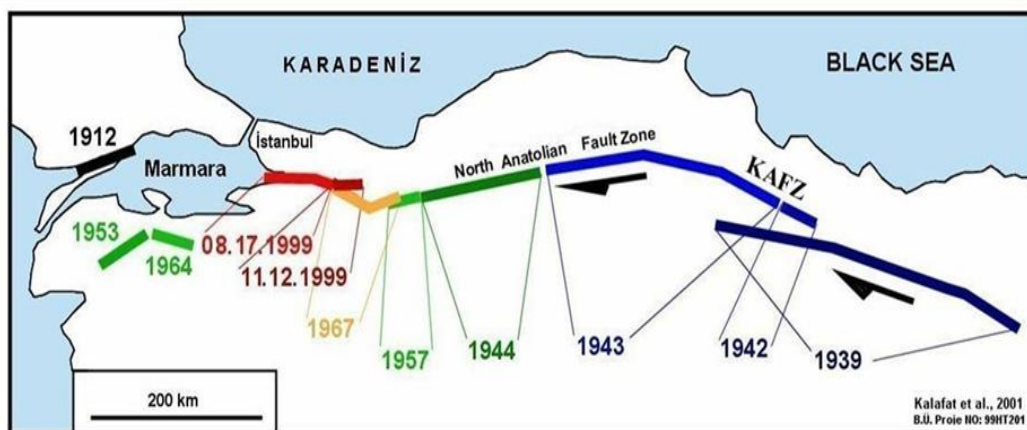 KARADENİZ
BLACK SEA
1912
İstanbul
Marmara
North Anatolian Fault Zone
KAFZ
1953
1964
08.17.1999
11.12.1999
1967
1957
1944
1943
1942
1939
200 km
Kalafat et al., 2001
B.Ü. Proje NO: 99HT201